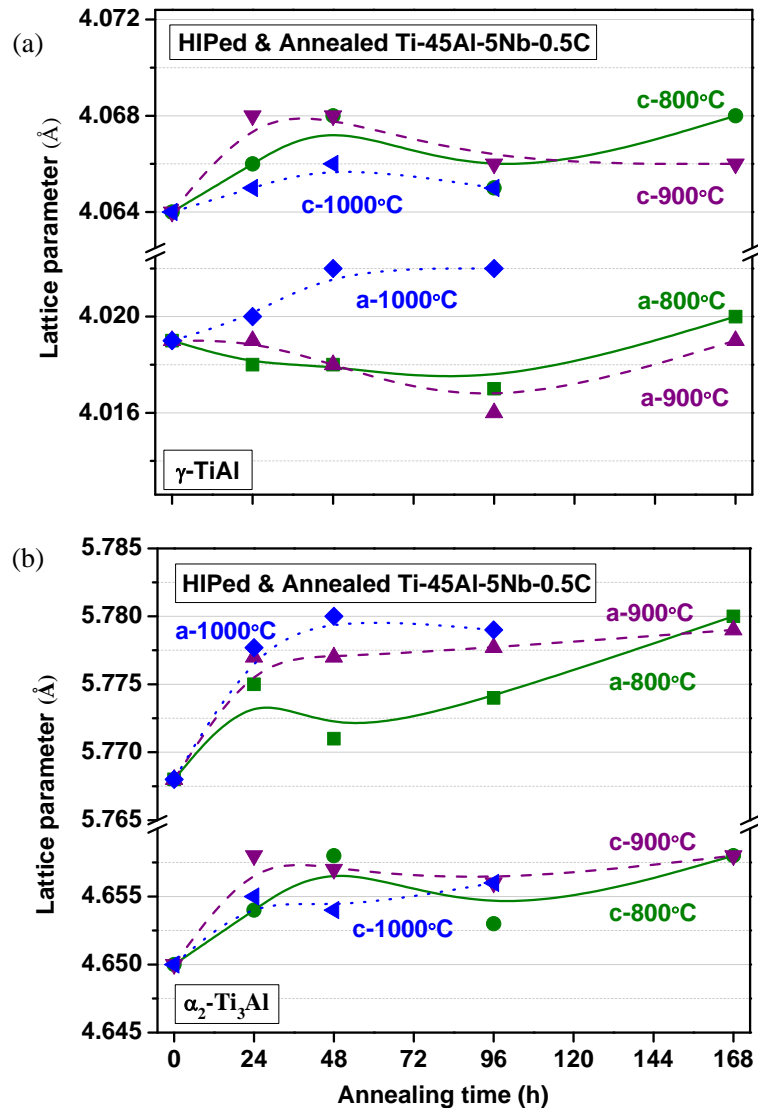 (a)
HIPed & Annealed Ti-45Al-5Nb-0.5C
Lattice parameter (Å)
4.072
4.068
4.064
4.020
4.016
c-800°C
c-900°C
c-1000°C
a-1000°C
a-800°C
a-900°C
γ-TiAl
(b)
HIPed & Annealed Ti-45Al-5Nb-0.5C
Lattice parameter (Å)
5.785
5.780
5.775
5.770
5.765
4.655
4.650
4.645
a-1000°C
a-900°C
a-800°C
c-900°C
c-800°C
c-1000°C
α₂-Ti₃Al
0 24 48 72 96 120 144 168
Annealing time (h)